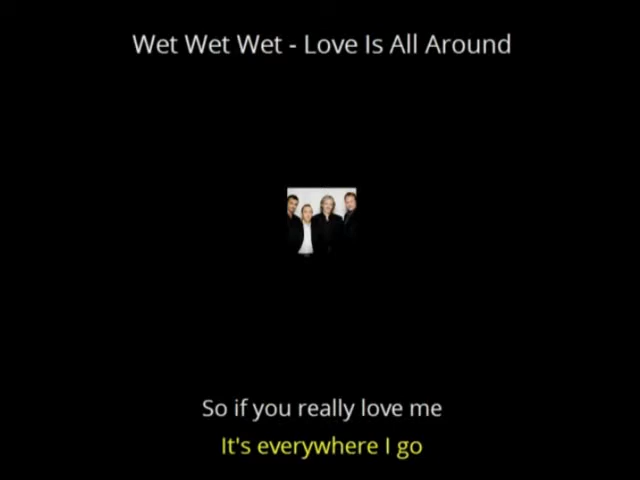 Wet Wet Wet - Love Is All Around
So if you really love me
It's everywhere I go